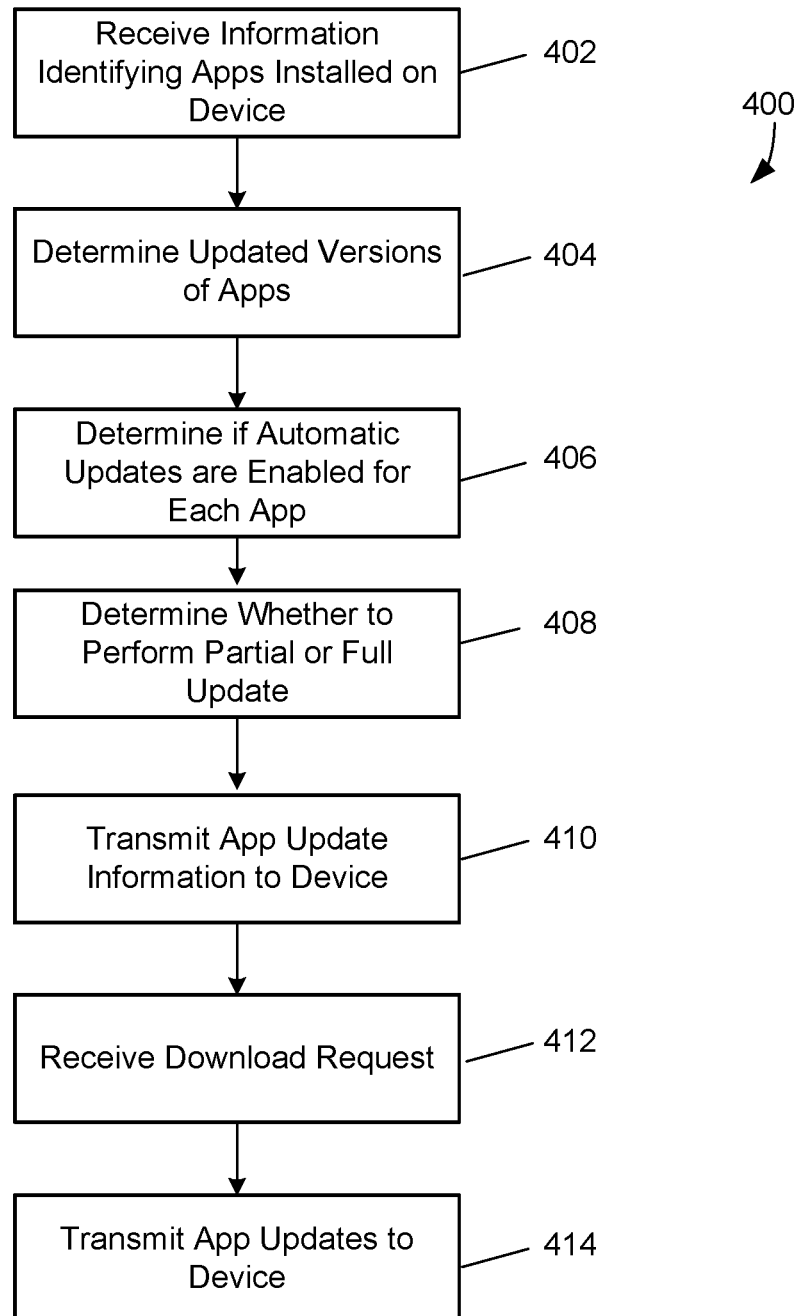 Receive Information
Identifying Apps Installed on
Device
402
400
Determine Updated Versions
of Apps
404
Determine if Automatic
Updates are Enabled for
Each App
406
Determine Whether to
Perform Partial or Full
Update
408
Transmit App Update
Information to Device
410
Receive Download Request
412
Transmit App Updates to
Device
414